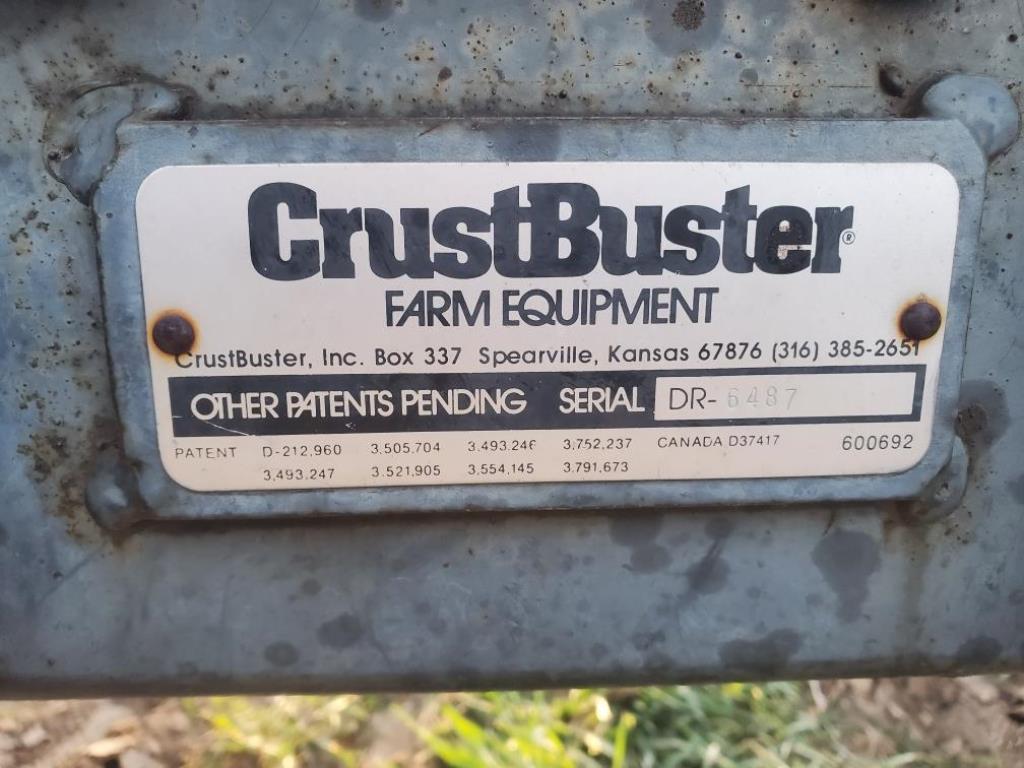 CrustBuster®
FARM EQUIPMENT
CrustBuster, Inc. Box 337 Spearville, Kansas 67876 (316) 385-2651
OTHER PATENTS PENDING SERIAL DR-6487
PATENT D-212,960 3.505.704 3.493.246 3,752,237 CANADA D37417 600692
3,493.247 3.521,905 3,554,145 3.791,673